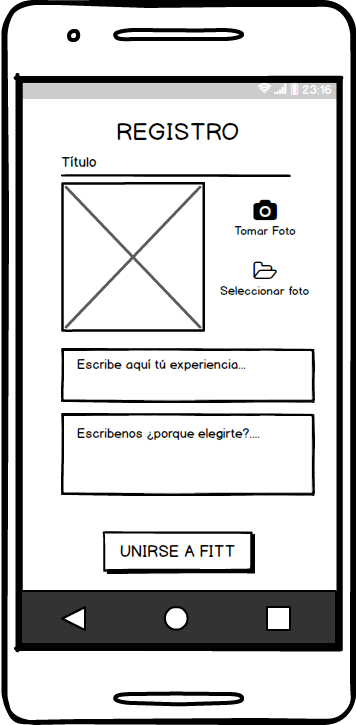 23:16
REGISTRO
Título
Tomar Foto
Seleccionar foto
Escribe aquí tú experiencia...
Escribenos ¿porque elegirte?....
UNIRSE A FITT